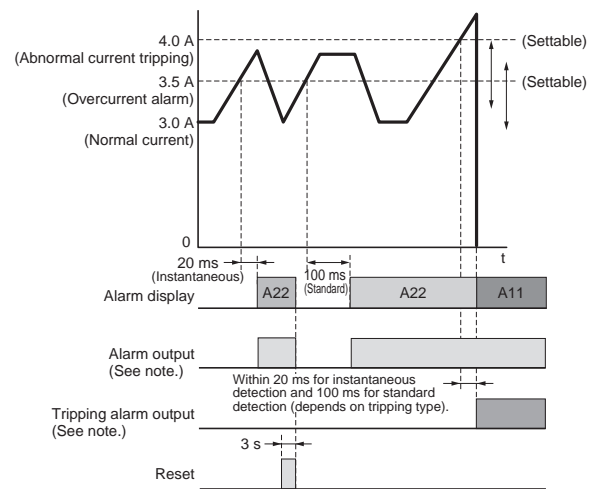 4.0 A
(Abnormal current tripping)
(Settable)
3.5 A
(Overcurrent alarm)
(Settable)
3.0 A
(Normal current)
0
t
20 ms
(Instantaneous)
100 ms
(Standard)
Alarm display
A22
A22
A11
Alarm output
(See note.)
Within 20 ms for instantaneous
detection and 100 ms for standard
detection (depends on tripping type).
Tripping alarm output
(See note.)
3 s
Reset